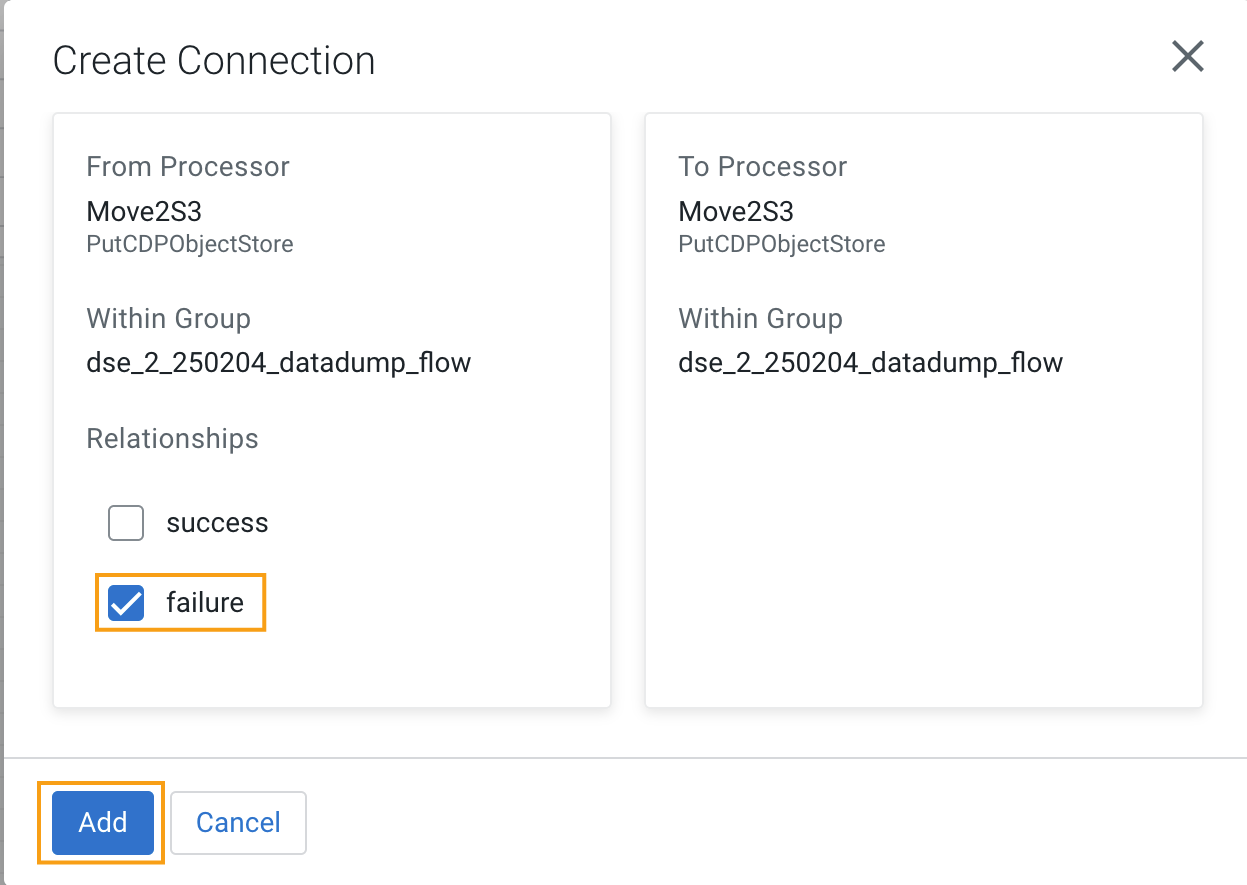 Create Connection
From Processor
Move2S3
PutCDPObjectStore
Within Group
dse_2_250204_datadump_flow
Relationships
success
failure
To Processor
Move2S3
PutCDPObjectStore
Within Group
dse_2_250204_datadump_flow
Add
Cancel